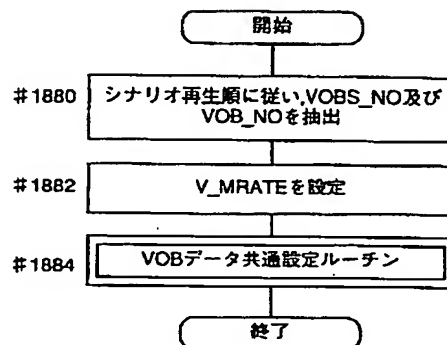 開始
#1880
シナリオ再生順に従い,VOBS_NO及び
VOB_NOを抽出
#1882
V_MRATEを設定
#1884
VOBデータ共通設定ルーチン
終了